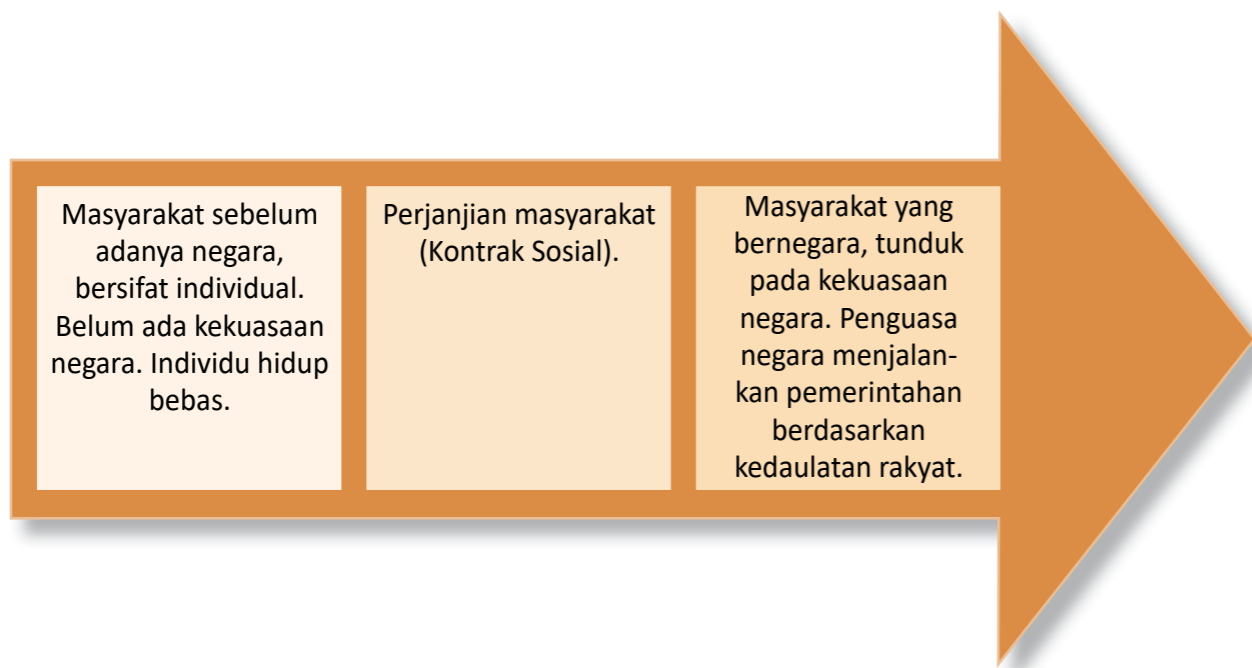 Masyarakat sebelum
adanya negara,
bersifat individual.
Belum ada kekuasaan
negara. Individu hidup
bebas.
Perjanjian masyarakat
(Kontrak Sosial).
Masyarakat yang
bernegara, tunduk
pada kekuasaan
negara. Penguasa
negara menjalan-
kan pemerintahan
berdasarkan
kedaulatan rakyat.